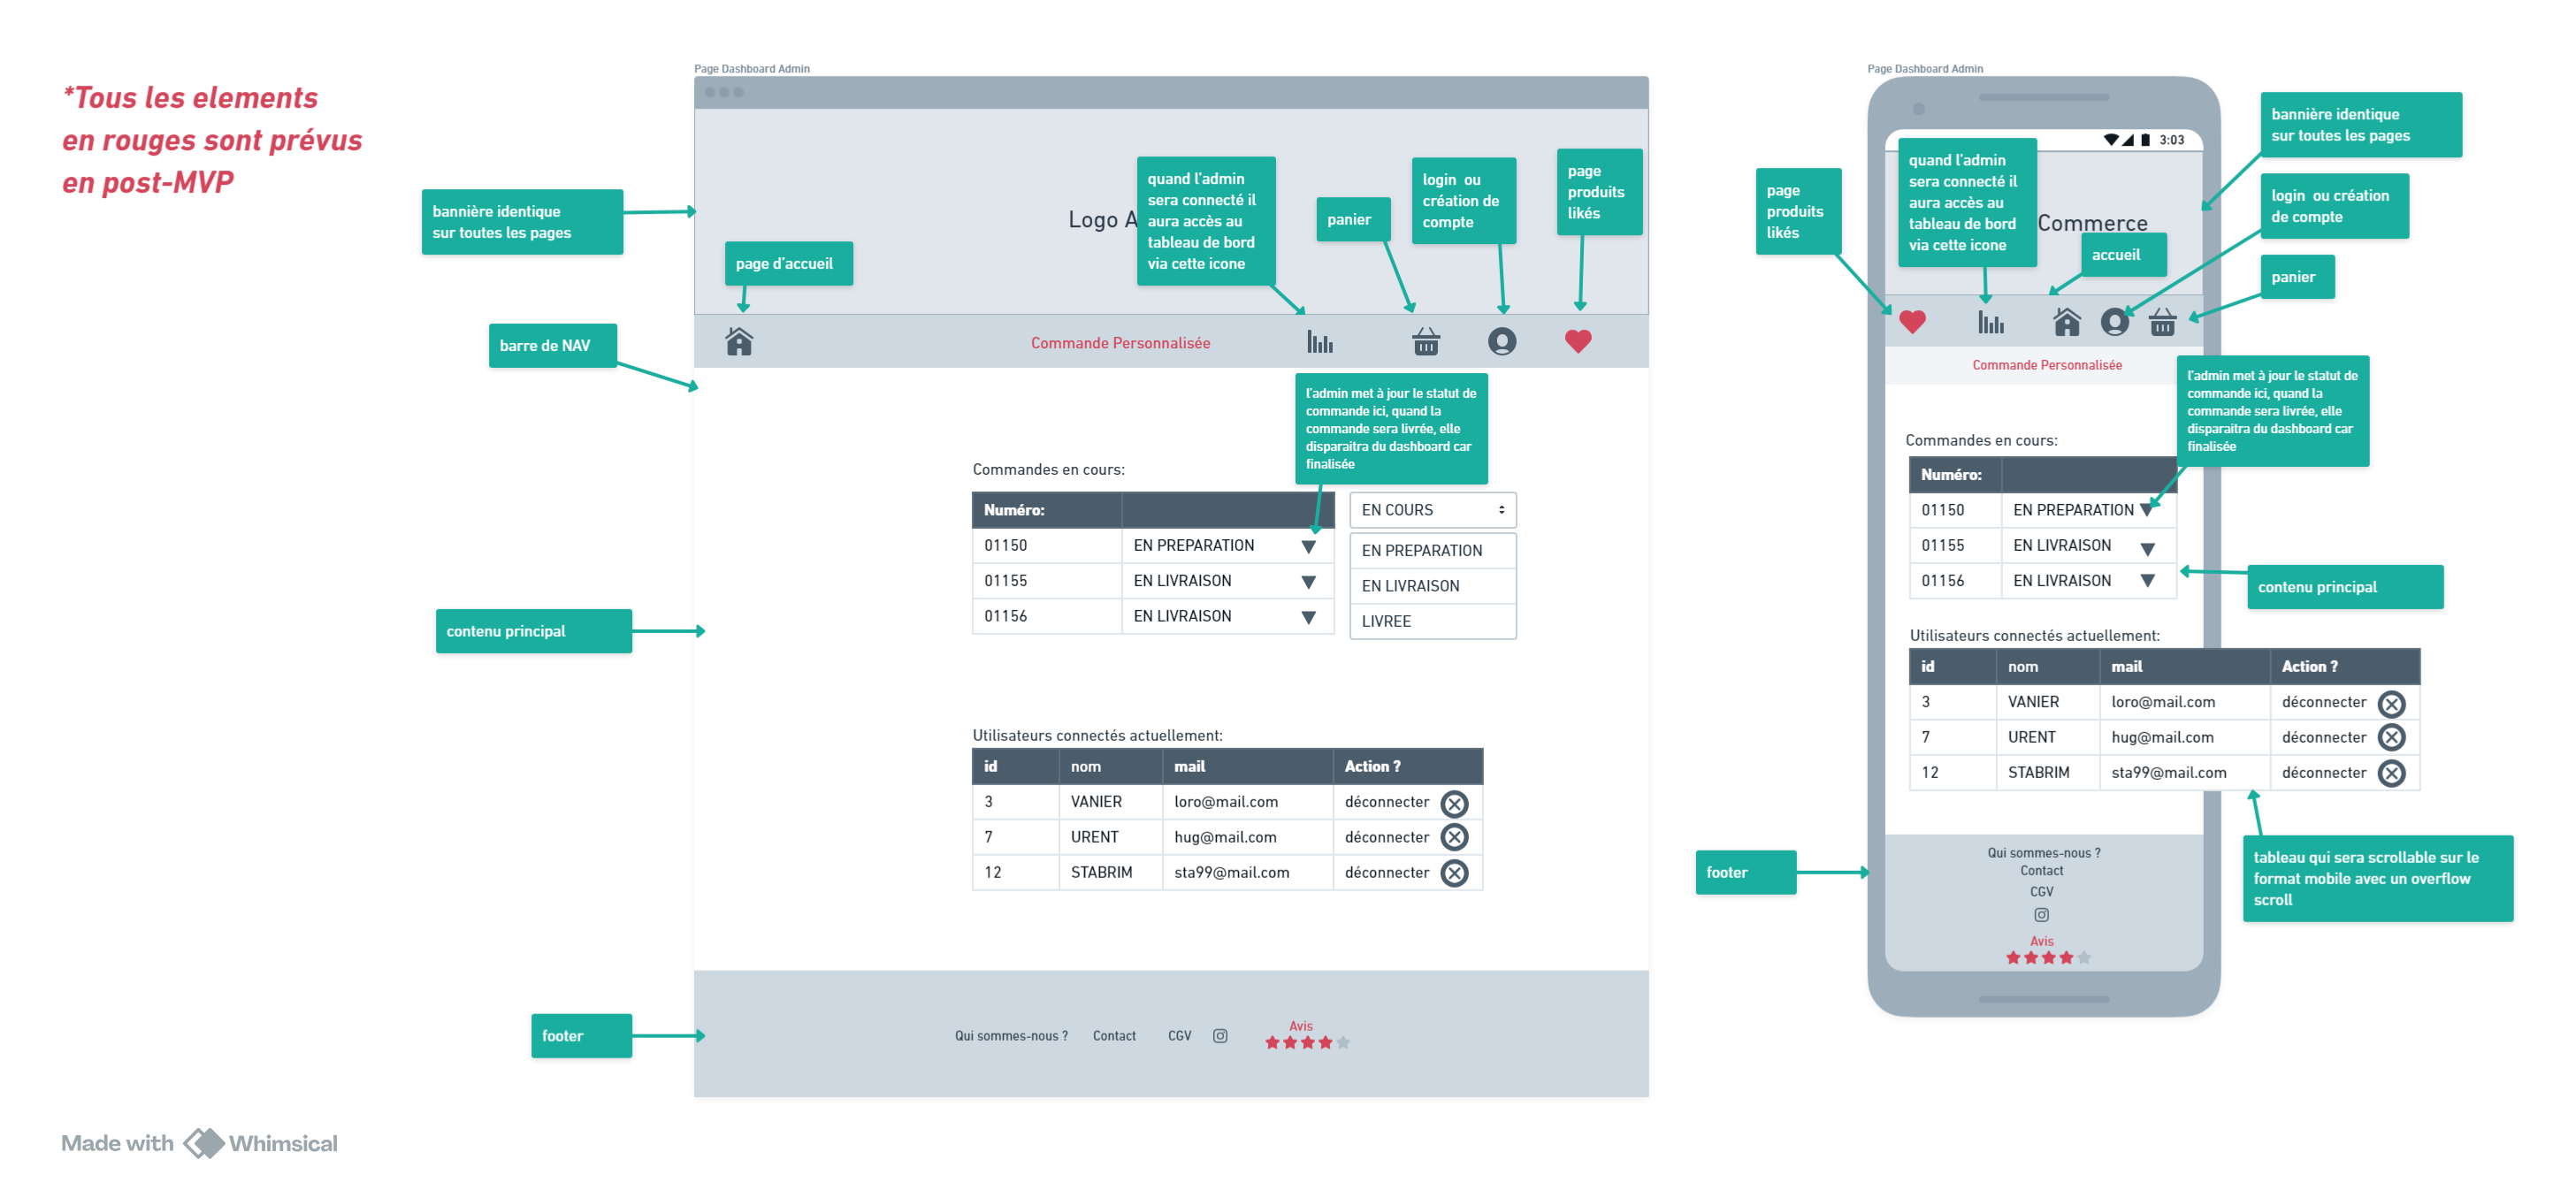 *Tous les elements
en rouges sont prévus
en post-MVP
Page Dashboard Admin
bannière identique
sur toutes les pages
Logo A
page d'accueil
quand l'admin
sera connecté il
aura accès au
tableau de bord
via cette icone
panier
login ou
création de
compte
page
produits
likés
barre de NAV
Commande Personnalisée
l'admin met à jour le statut de
commande ici, quand la
commande sera livrée, elle
disparaitra du dashboard car
finalisée
Commandes en cours:
Numéro:
01150 EN PREPARATION
01155 EN LIVRAISON
01156 EN LIVRAISON
EN COURS
EN PREPARATION
EN LIVRAISON
LIVREE
contenu principal
Utilisateurs connectés actuellement:
id nom mail Action ?
3 VANIER loro@mail.com déconnecter
7 URENT hug@mail.com déconnecter
12 STABRIM sta99@mail.com déconnecter
footer
Qui sommes-nous ? Contact CGV
Avis
Page Dashboard Admin
3:03
page
produits
likés
quand l'admin
sera connecté il
aura accès au
tableau de bord
via cette icone
Commerce
accueil
bannière identique
sur toutes les pages
login ou création
de compte
panier
Commande Personnalisée
l'admin met à jour le statut de
commande ici, quand la
commande sera livrée, elle
disparaitra du dashboard car
finalisée
Commandes en cours:
Numéro:
01150 EN PREPARATION
01155 EN LIVRAISON
01156 EN LIVRAISON
contenu principal
Utilisateurs connectés actuellement:
id nom mail Action ?
3 VANIER loro@mail.com déconnecter
7 URENT hug@mail.com déconnecter
12 STABRIM sta99@mail.com déconnecter
tableau qui sera scrollable sur le
format mobile avec un overflow
scroll
footer
Qui sommes-nous ?
Contact
CGV
Avis
Made with Whimsical